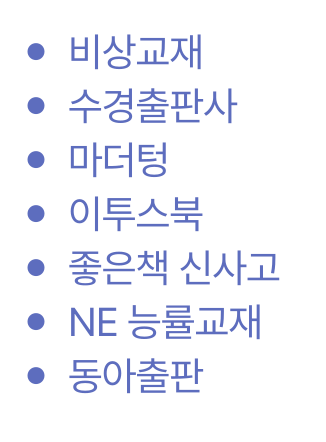 • 비상교재
• 수경출판사
• 마더텅
• 이투스북
• 좋은책 신사고
• NE 능률교재
• 동아출판